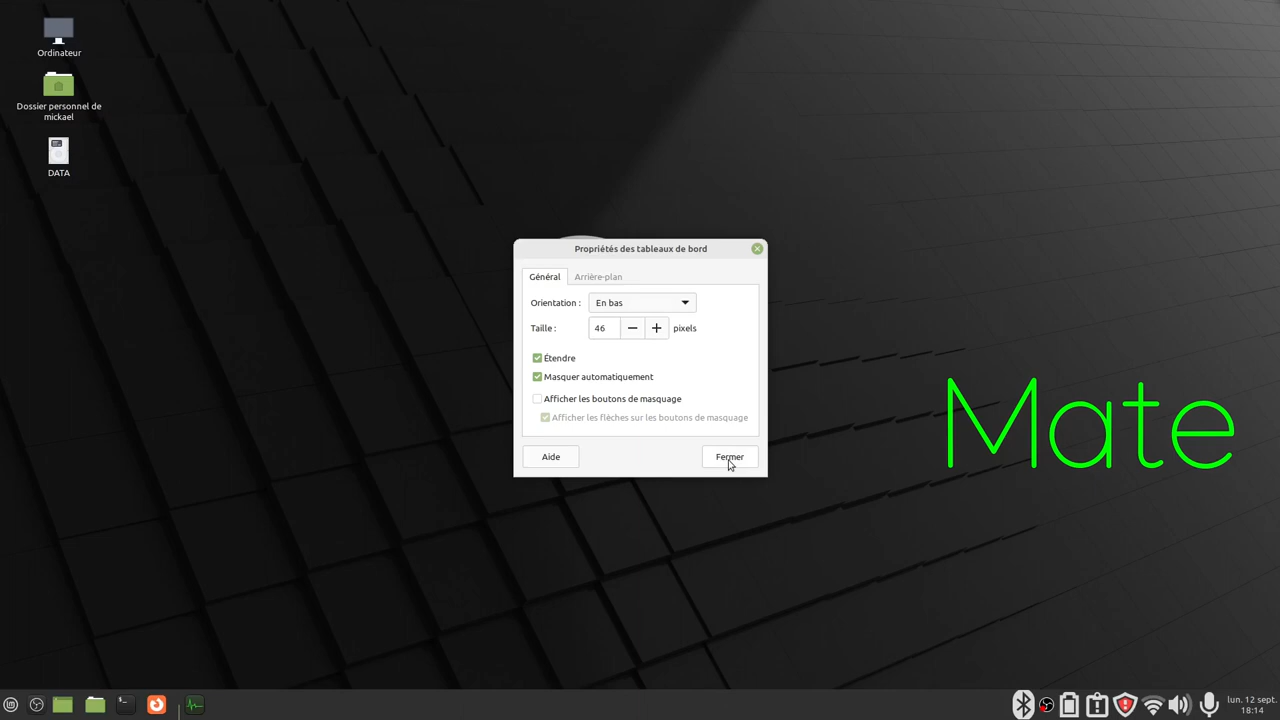 Ordinateur
Dossier personnel de
mickael
DATA
Propriétés des tableaux de bord
Général
Arrière-plan
Orientation :
En bas
Taille :
46
pixels
Étendre
Masquer automatiquement
Afficher les boutons de masquage
Afficher les flèches sur les boutons de masquage
Aide
Fermer
Mate
lun. 12 sept.
18:14